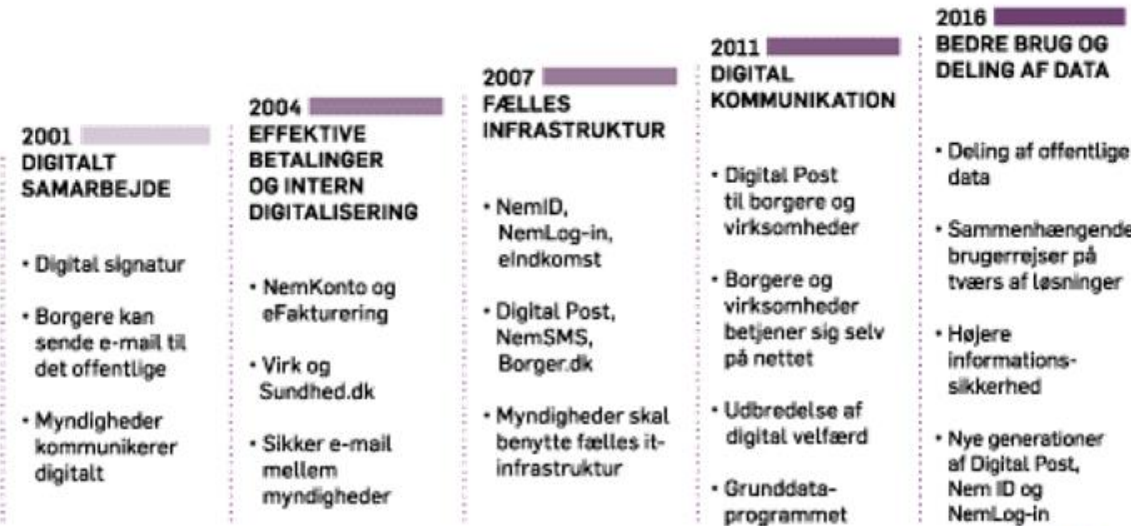 2001
DIGITALT
SAMARBEJDE
• Digital signatur
• Borgere kan
sende e-mail til
det offentlige
• Myndigheder
kommunikerer
digitalt
2004
EFFEKTIVE
BETALINGER
OG INTERN
DIGITALISERING
• NemKonto og
eFakturering
• Virk og
Sundhed.dk
• Sikker e-mail
mellem
myndigheder
2007
FÆLLES
INFRASTRUKTUR
• NemID,
NemLog-in,
eIndkomst
• Digital Post,
NemSMS,
Borger.dk
• Myndigheder skal
benytte fælles it-
infrastruktur
2011
DIGITAL
KOMMUNIKATION
• Digital Post
til borgere og
virksomheder
• Borgere og
virksomheder
betjener sig selv
på nettet
• Udbredelse af
digital velfærd
• Grunddata-
programmet
2016
BEDRE BRUG OG
DELING AF DATA
• Deling af offentlige
data
• Sammenhængende
brugerrejser på
tværs af løsninger
• Højere
informations-
sikkerhed
• Nye generationer
af Digital Post,
Nem ID og
NemLog-in